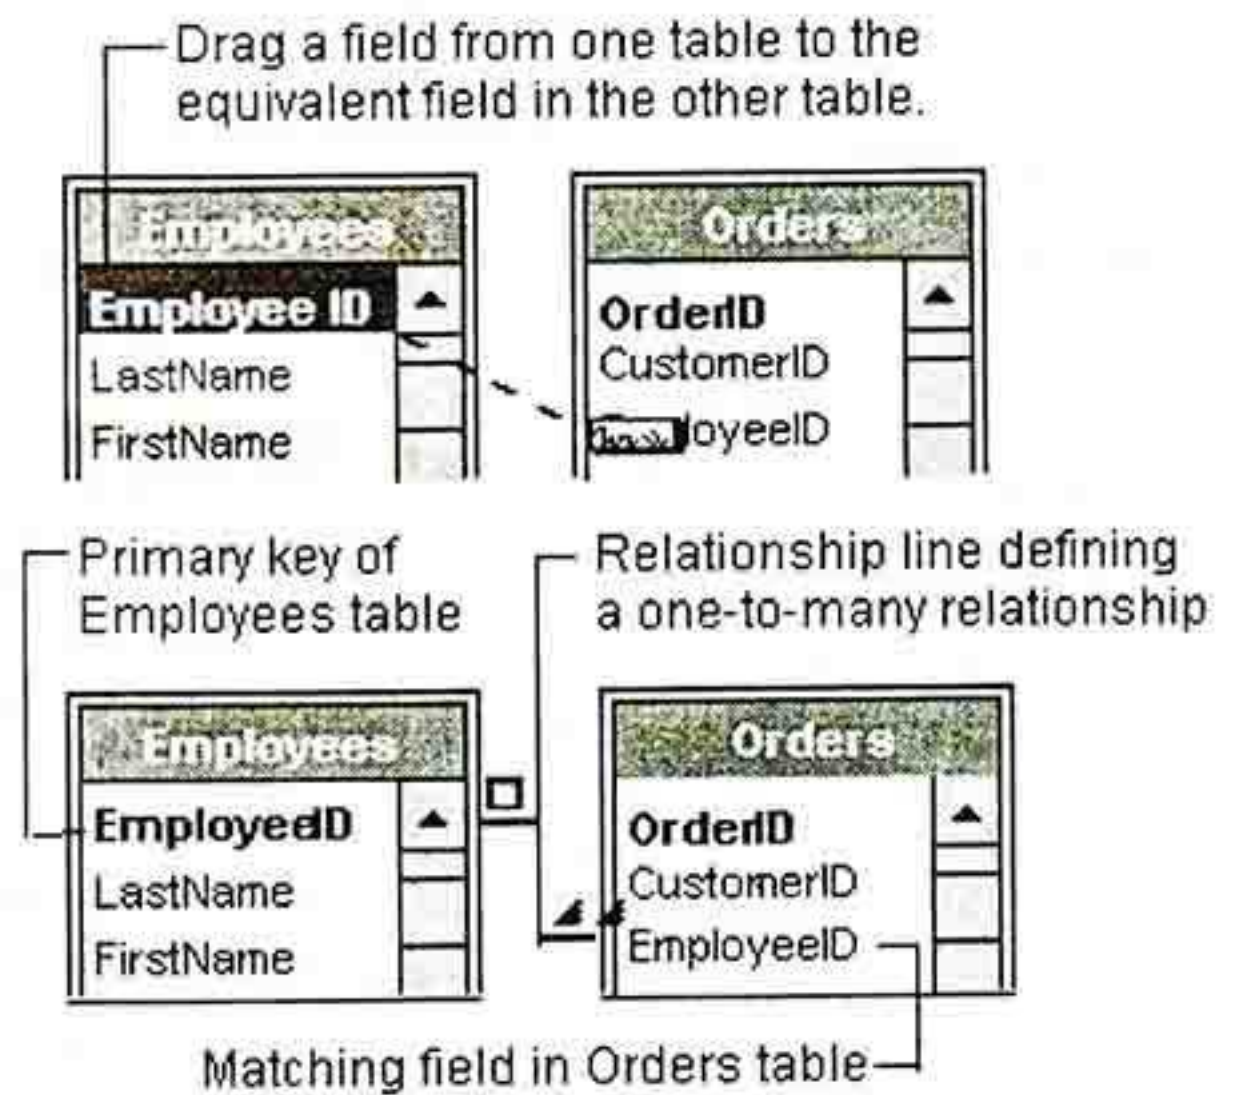 Drag a field from one table to the
equivalent field in the other table.
Employees
Orders
Employee ID
LastName
FirstName
OrderID
CustomerID
Primary key of
Employees table
Relationship line defining
a one-to-many relationship
Employees
Orders
EmployeeID
LastName
FirstName
OrderID
CustomerID
EmployeeID
Matching field in Orders table